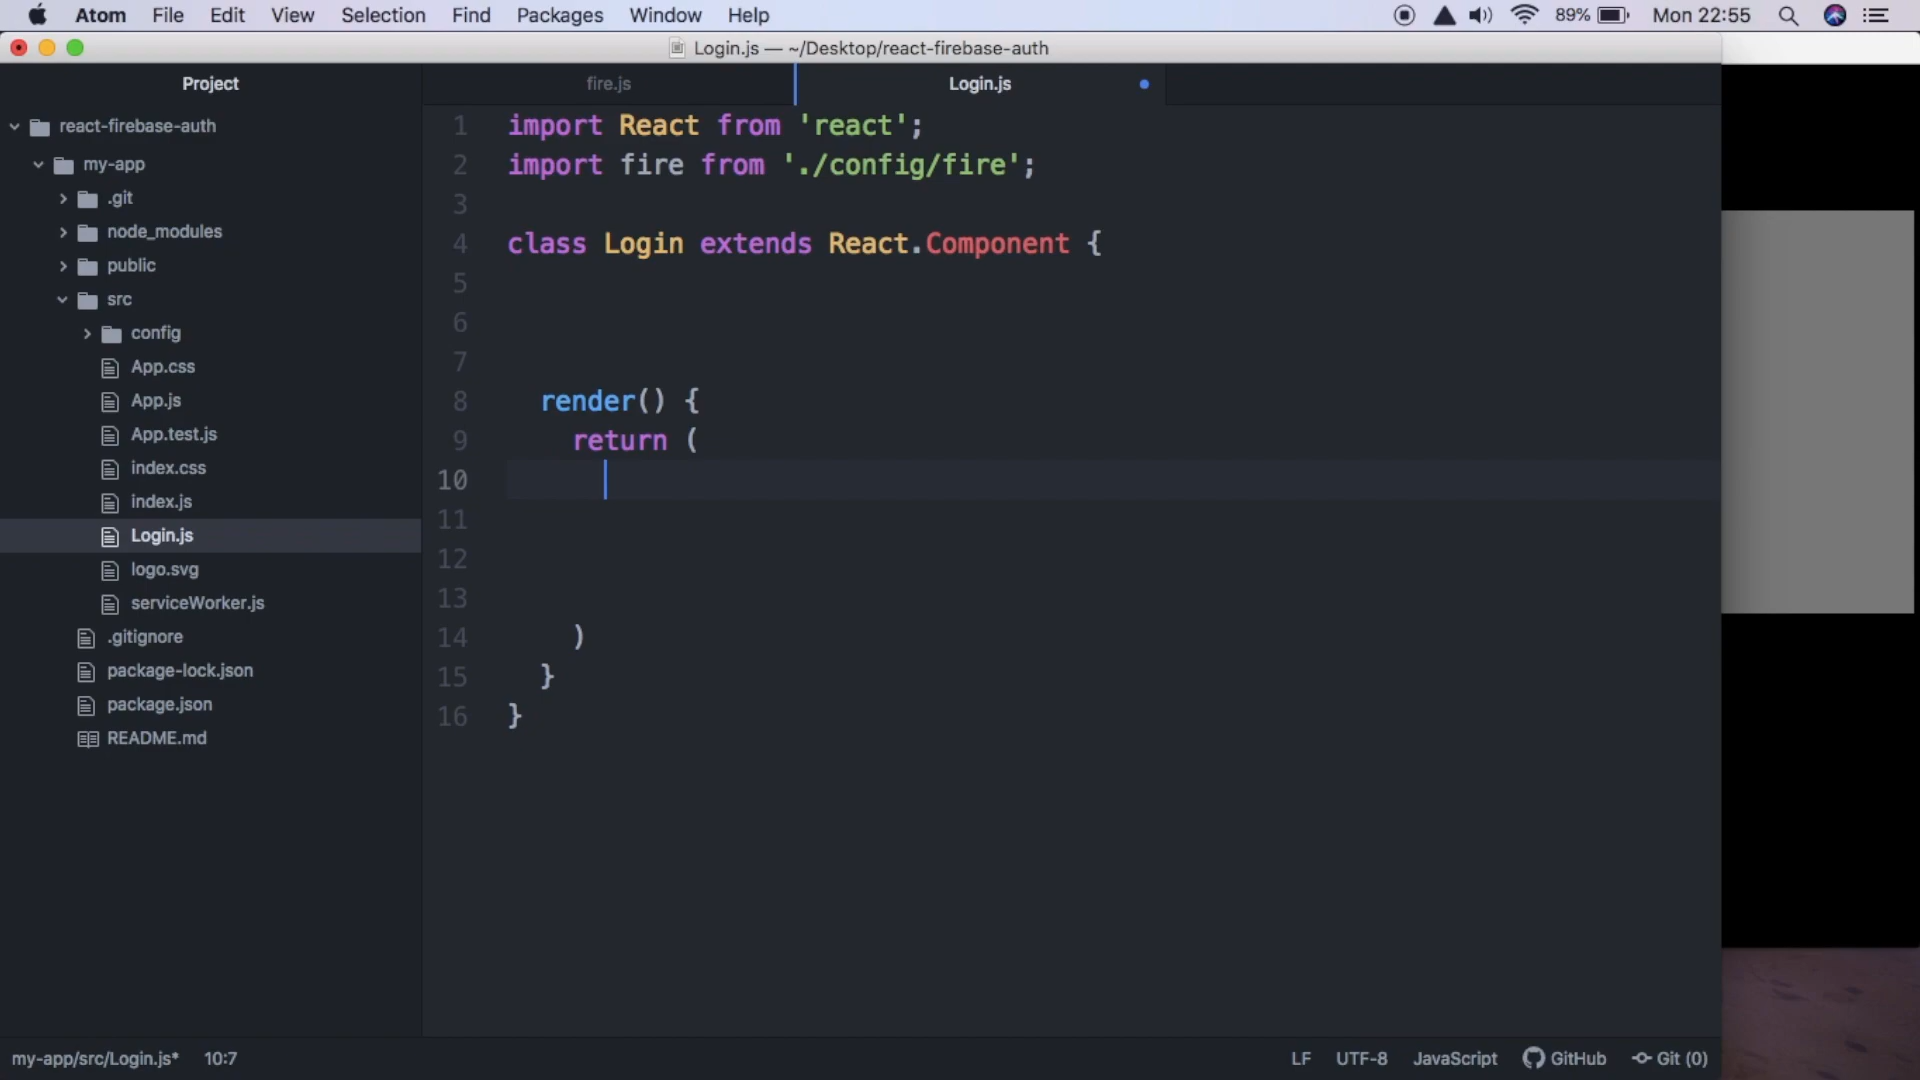 Atom File Edit View Selection Find Packages Window Help 89% Mon 22:55
Login.js — ~/Desktop/react-firebase-auth
Project
react-firebase-auth
my-app
.git
node_modules
public
src
config
App.css
App.js
App.test.js
index.css
index.js
Login.js
logo.svg
serviceWorker.js
.gitignore
package-lock.json
package.json
README.md
fire.js Login.js
1 import React from 'react';
2 import fire from './config/fire';
3
4 class Login extends React.Component {
5
6
7
8 render() {
9 return (
10
11
12
13
14 )
15 }
16 }
my-app/src/Login.js* 10:7 LF UTF-8 JavaScript GitHub Git (0)